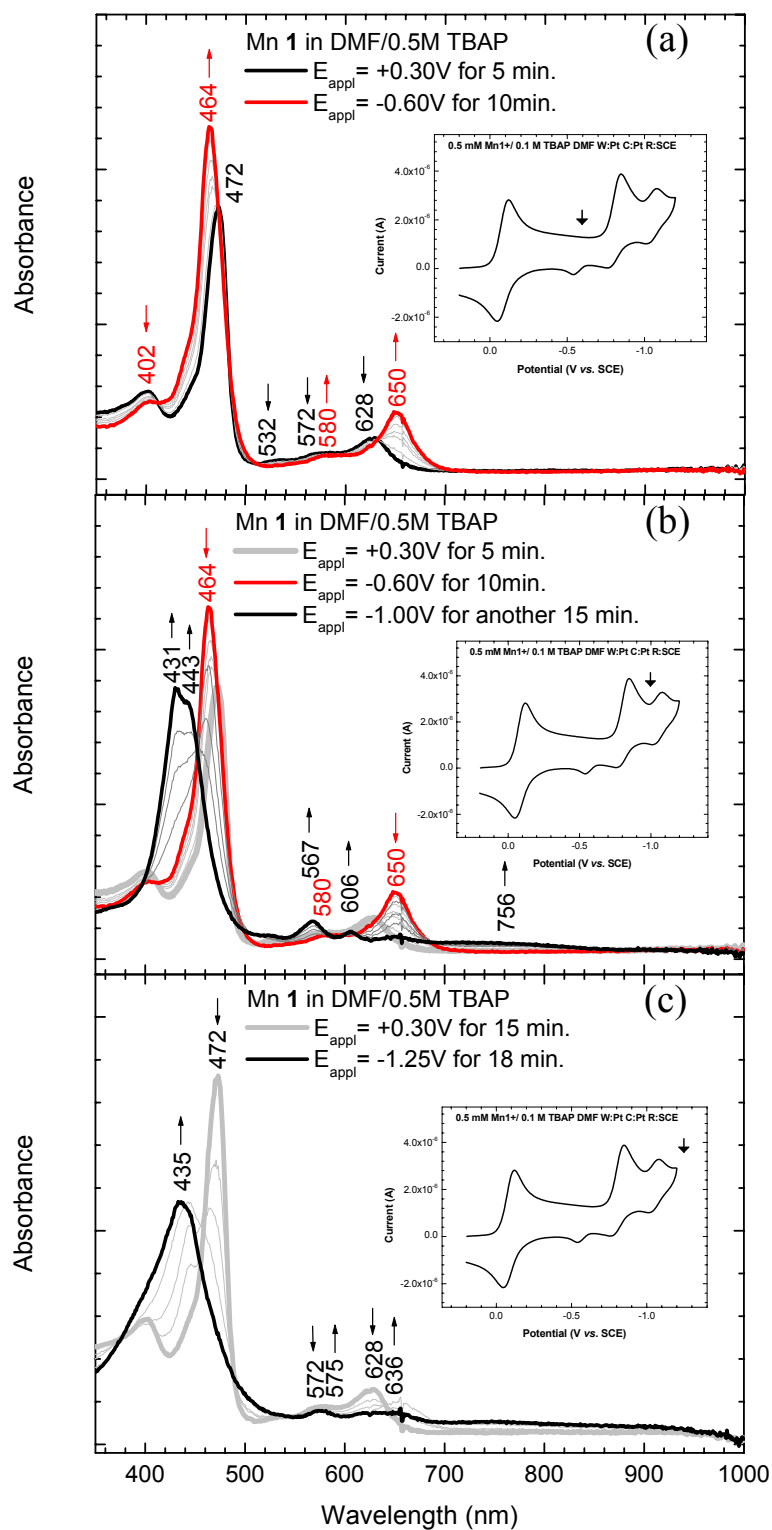 (a)
Mn 1 in DMF/0.5M TBAP
E appl = +0.30V for 5 min.
E appl = -0.60V for 10min.
464
472
402
532
572
580
628
650
0.5 mM Mn1+/ 0.1 M TBAP DMF W:Pt C:Pt R:SCE
4.0x10-6
2.0x10-6
0.0
-2.0x10-6
Current (A)
0.0 -0.5 -1.0
Potential (V vs. SCE)
Absorbance
(b)
Mn 1 in DMF/0.5M TBAP
E appl = +0.30V for 5 min.
E appl = -0.60V for 10min.
E appl = -1.00V for another 15 min.
464
431
443
567
580
606
650
756
0.5 mM Mn1+/ 0.1 M TBAP DMF W:Pt C:Pt R:SCE
4.0x10-6
2.0x10-6
0.0
-2.0x10-6
Current (A)
0.0 -0.5 -1.0
Potential (V vs. SCE)
Absorbance
(c)
Mn 1 in DMF/0.5M TBAP
E appl = +0.30V for 15 min.
E appl = -1.25V for 18 min.
472
435
572
575
628
636
0.5 mM Mn1+/ 0.1 M TBAP DMF W:Pt C:Pt R:SCE
4.0x10-6
2.0x10-6
0.0
-2.0x10-6
Current (A)
0.0 -0.5 -1.0
Potential (V vs. SCE)
Absorbance
400 500 600 700 800 900 1000
Wavelength (nm)